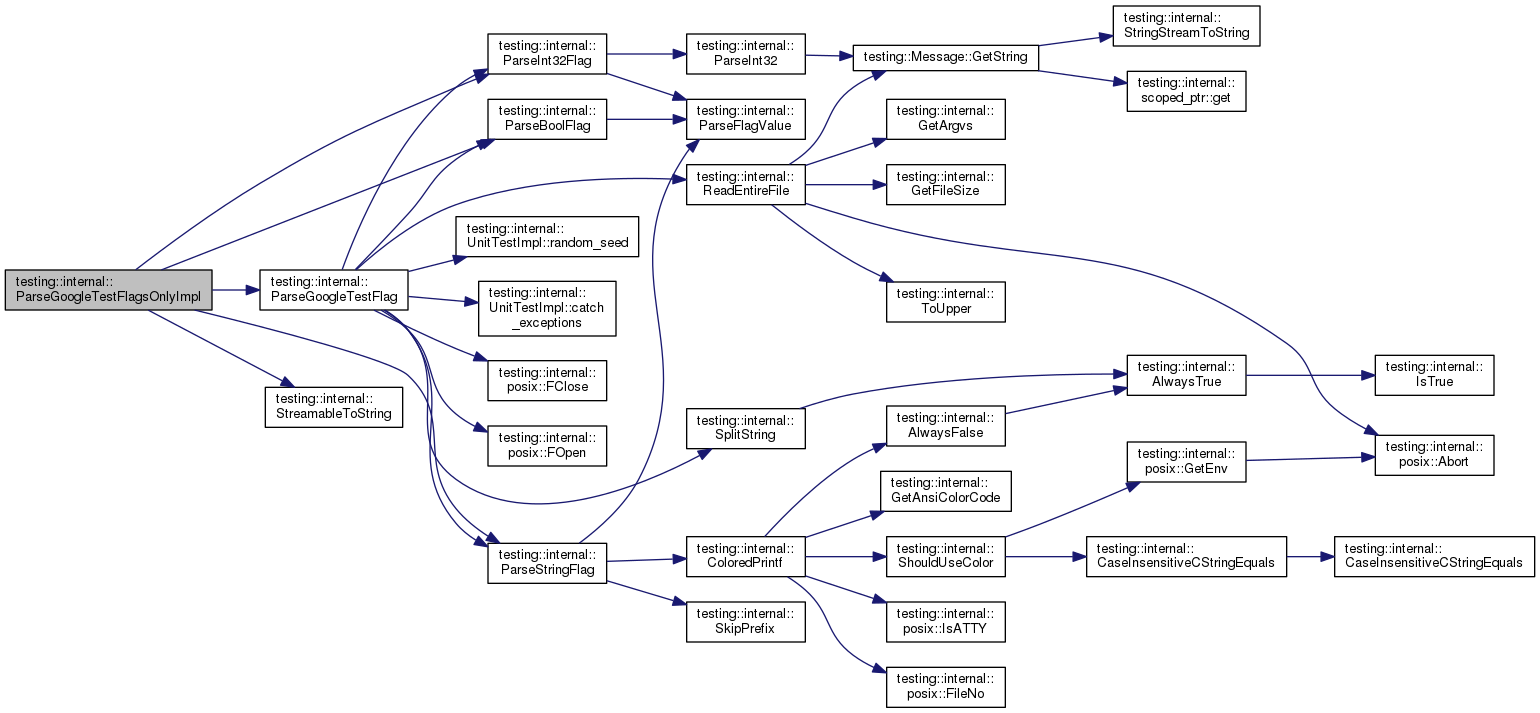 testing::internal::
ParseGoogleTestFlagsOnlyImpl
testing::internal::
ParseGoogleTestFlag
testing::internal::
StreamableToString
testing::internal::
ParseInt32Flag
testing::internal::
ParseBoolFlag
testing::internal::
UnitTestImpl::random_seed
testing::internal::
UnitTestImpl::catch
_exceptions
testing::internal::
posix::FClose
testing::internal::
posix::FOpen
testing::internal::
ParseStringFlag
testing::internal::
ParseInt32
testing::internal::
ParseFlagValue
testing::internal::
ReadEntireFile
testing::internal::
SplitString
testing::internal::
ColoredPrintf
testing::internal::
SkipPrefix
testing::Message::GetString
testing::internal::
GetArgvs
testing::internal::
GetFileSize
testing::internal::
ToUpper
testing::internal::
AlwaysFalse
testing::internal::
GetAnsiColorCode
testing::internal::
ShouldUseColor
testing::internal::
posix::IsATTY
testing::internal::
posix::FileNo
testing::internal::
StringStreamToString
testing::internal::
scoped_ptr::get
testing::internal::
AlwaysTrue
testing::internal::
posix::GetEnv
testing::internal::
CaseInsensitiveCStringEquals
testing::internal::
IsTrue
testing::internal::
posix::Abort
testing::internal::
CaseInsensitiveCStringEquals